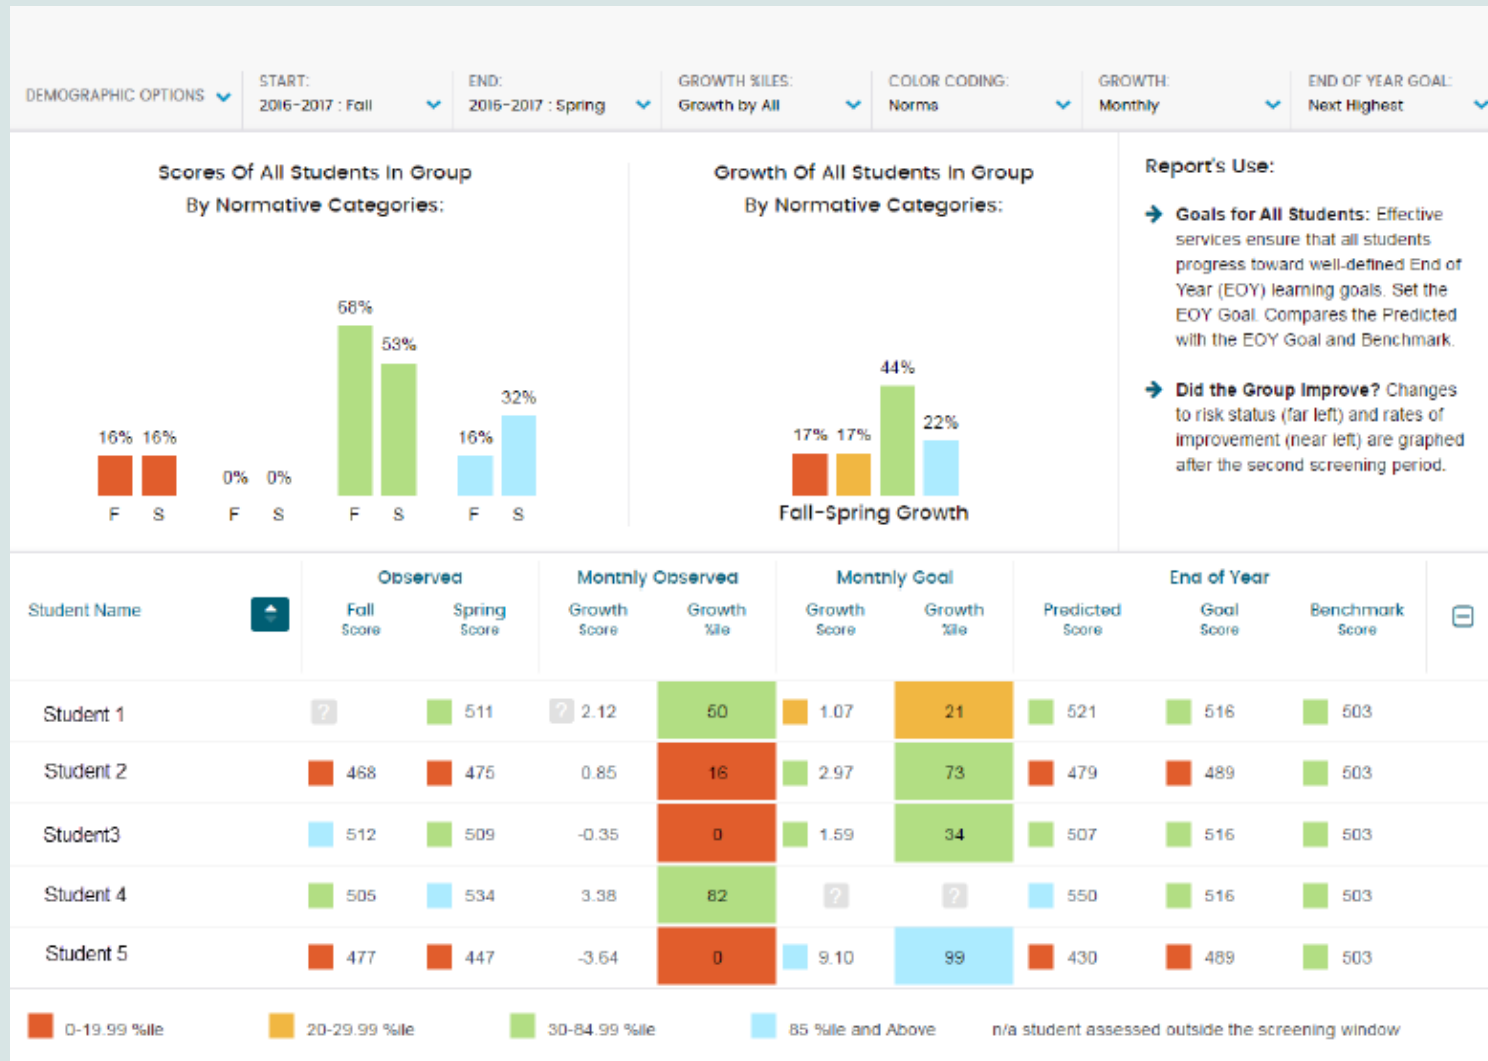 DEMOGRAPHIC OPTIONS
START:
2016-2017 : Fall
END:
2016-2017 : Spring
GROWTH %ILES:
Growth by All
COLOR CODING:
Norms
GROWTH:
Monthly
END OF YEAR GOAL:
Next Highest
Scores Of All Students In Group
By Normative Categories:
16% 16%
0% 0%
68%
53%
16%
32%
F S F S F S F S
Growth Of All Students In Group
By Normative Categories:
17% 17%
44%
22%
Fall-Spring Growth
Report's Use:
Goals for All Students: Effective
services ensure that all students
progress toward well-defined End of
Year (EOY) learning goals. Set the
EOY Goal. Compares the Predicted
with the EOY Goal and Benchmark.
Did the Group Improve? Changes
to risk status (far left) and rates of
improvement (near left) are graphed
after the second screening period.
Observed Monthly Observed Monthly Goal End of Year
Student Name
Fall Spring Growth Growth Growth Growth Predicted Goal Benchmark
Score Score Score %ile Score %ile Score Score Score
Student 1 ? 511 ? 2.12 50 1.07 21 521 516 503
Student 2 468 475 0.85 16 2.97 73 479 489 503
Student3 512 509 -0.35 0 1.59 34 507 516 503
Student 4 505 534 3.38 82 ? ? 550 516 503
Student 5 477 447 -3.64 0 9.10 99 430 489 503
0-19.99 %ile 20-29.99 %ile 30-84.99 %ile 85 %ile and Above n/a student assessed outside the screening window